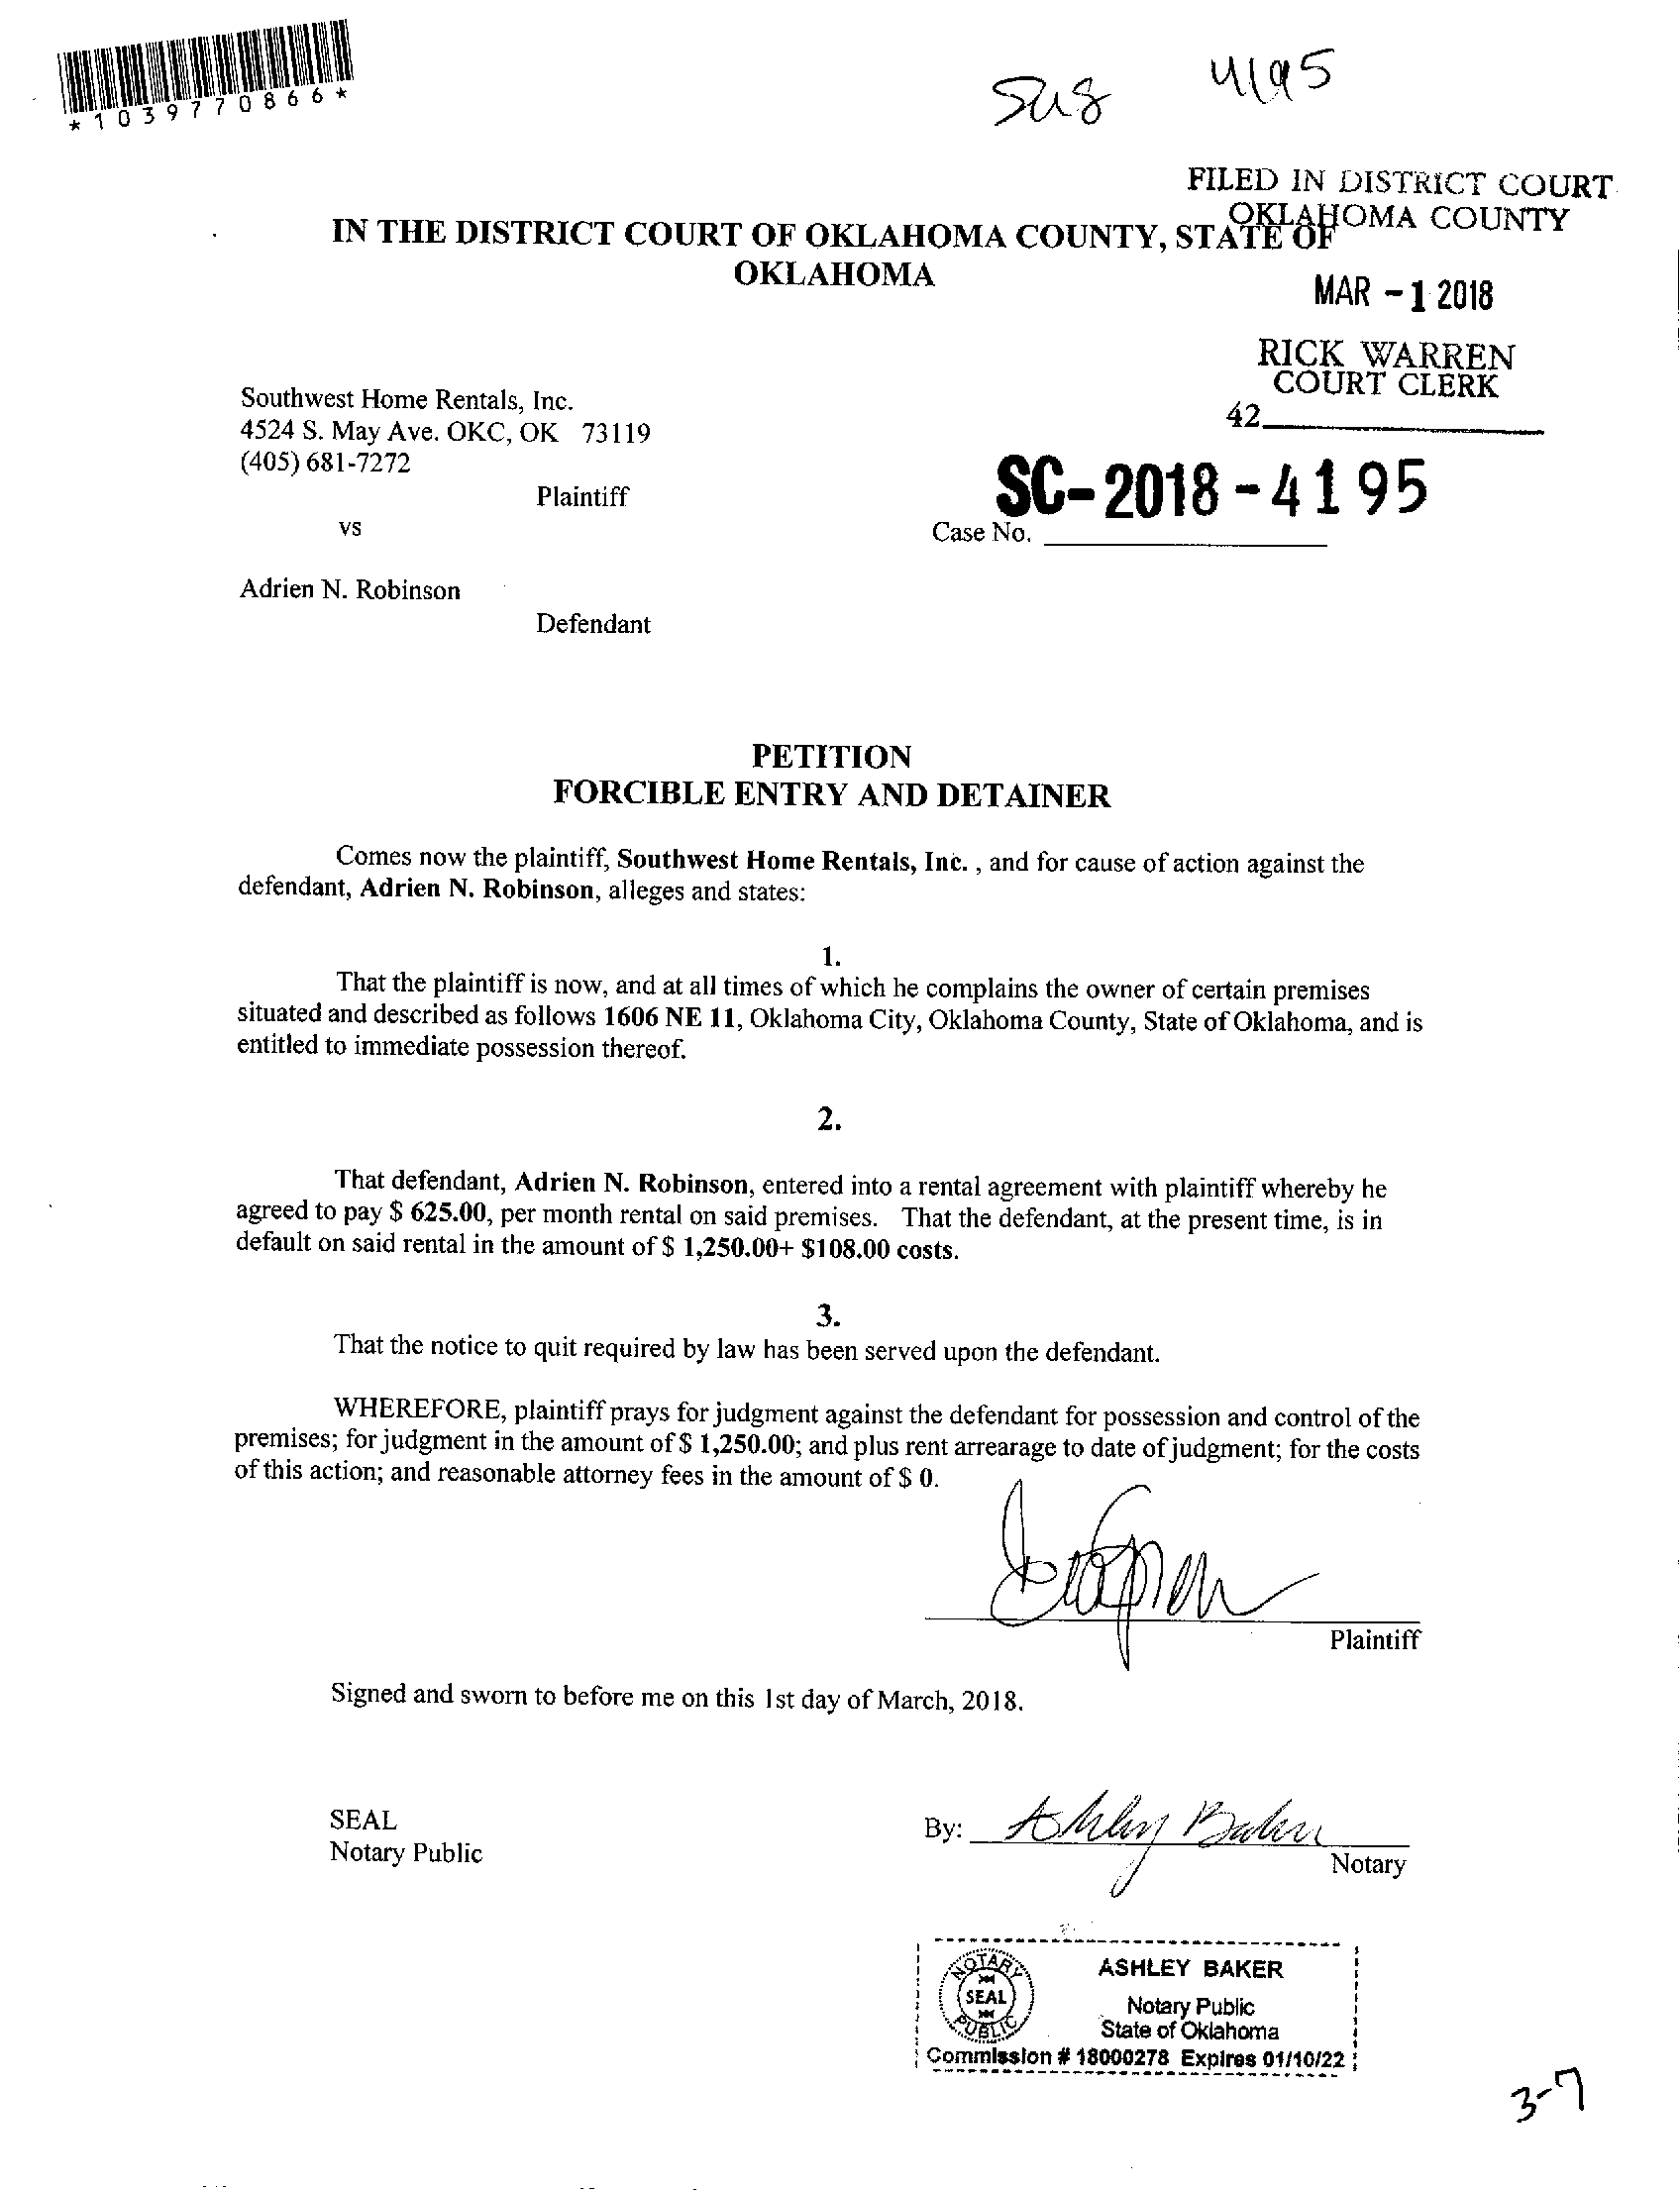 *1039770866*
4195
FILED IN DISTRICT COURT
OKLAHOMA COUNTY
IN THE DISTRICT COURT OF OKLAHOMA COUNTY, STATE OF
OKLAHOMA
MAR - 1 2018
RICK WARREN
COURT CLERK
42
Southwest Home Rentals, Inc.
4524 S. May Ave. OKC, OK 73119
(405) 681-7272
Plaintiff
SC-2018-4195
vs
Case No.
Adrien N. Robinson
Defendant
PETITION
FORCIBLE ENTRY AND DETAINER
Comes now the plaintiff, Southwest Home Rentals, Inc. , and for cause of action against the
defendant, Adrien N. Robinson, alleges and states:
1.
That the plaintiff is now, and at all times of which he complains the owner of certain premises
situated and described as follows 1606 NE 11, Oklahoma City, Oklahoma County, State of Oklahoma, and is
entitled to immediate possession thereof.
2.
That defendant, Adrien N. Robinson, entered into a rental agreement with plaintiff whereby he
agreed to pay $ 625.00, per month rental on said premises. That the defendant, at the present time, is in
default on said rental in the amount of $ 1,250.00+ $108.00 costs.
3.
That the notice to quit required by law has been served upon the defendant.
WHEREFORE, plaintiff prays for judgment against the defendant for possession and control of the
premises; for judgment in the amount of $ 1,250.00; and plus rent arrearage to date of judgment; for the costs
of this action; and reasonable attorney fees in the amount of $ 0.
Plaintiff
Signed and sworn to before me on this 1st day of March, 2018.
SEAL
By: Ashley Baker
Notary Public
Notary
NOTARY
SEAL
PUBLIC
ASHLEY BAKER
Notary Public
State of Oklahoma
Commission # 18000278 Expires 01/10/22
3-7